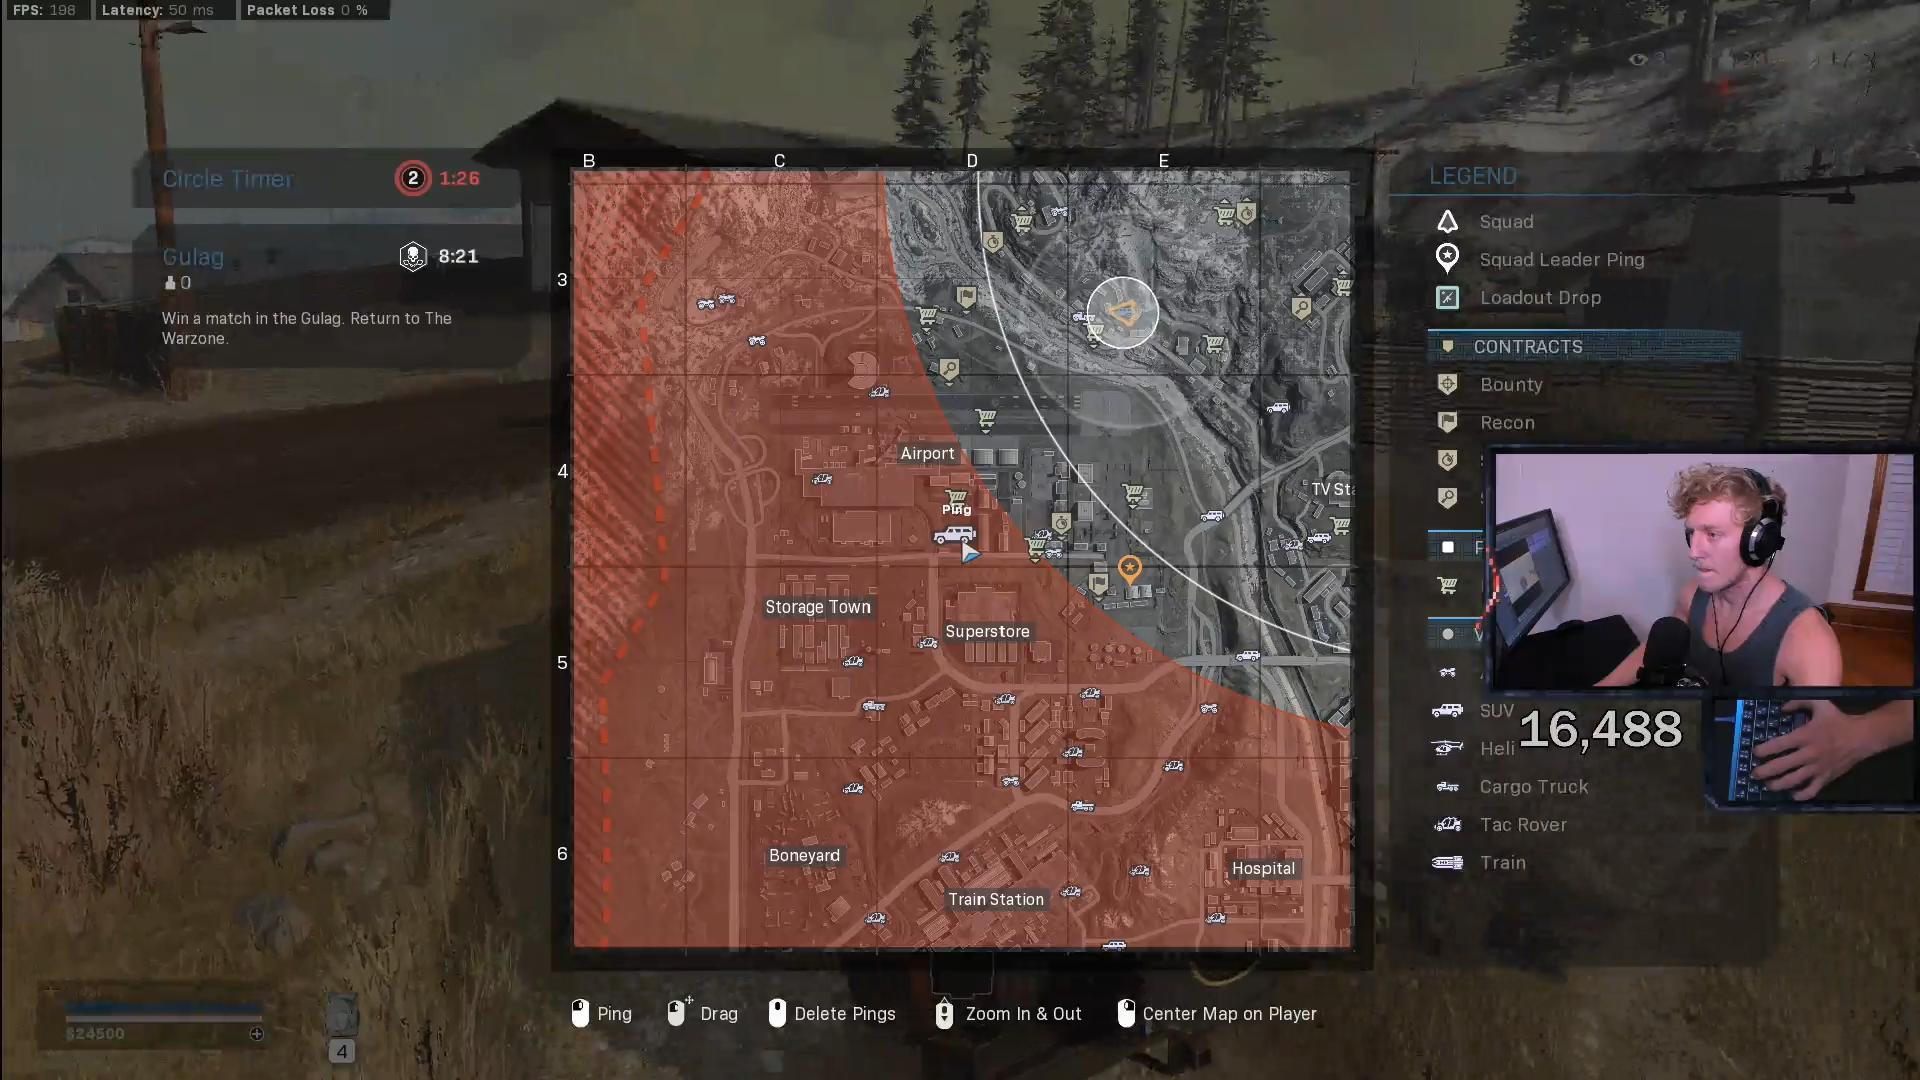 FPS: 198
Latency: 50 ms
Packet Loss 0 %
Circle Timer
2
1:26
Gulag
8:21
0
Win a match in the Gulag. Return to The
Warzone.
B C D E
3
4
5
6
Airport
Ping
TV Sta
Storage Town
Superstore
Boneyard
Train Station
Hospital
LEGEND
Squad
Squad Leader Ping
Loadout Drop
CONTRACTS
Bounty
Recon
SUV
Heli
Cargo Truck
Tac Rover
Train
16,488
$24500
4
Ping
Drag
Delete Pings
Zoom In & Out
Center Map on Player